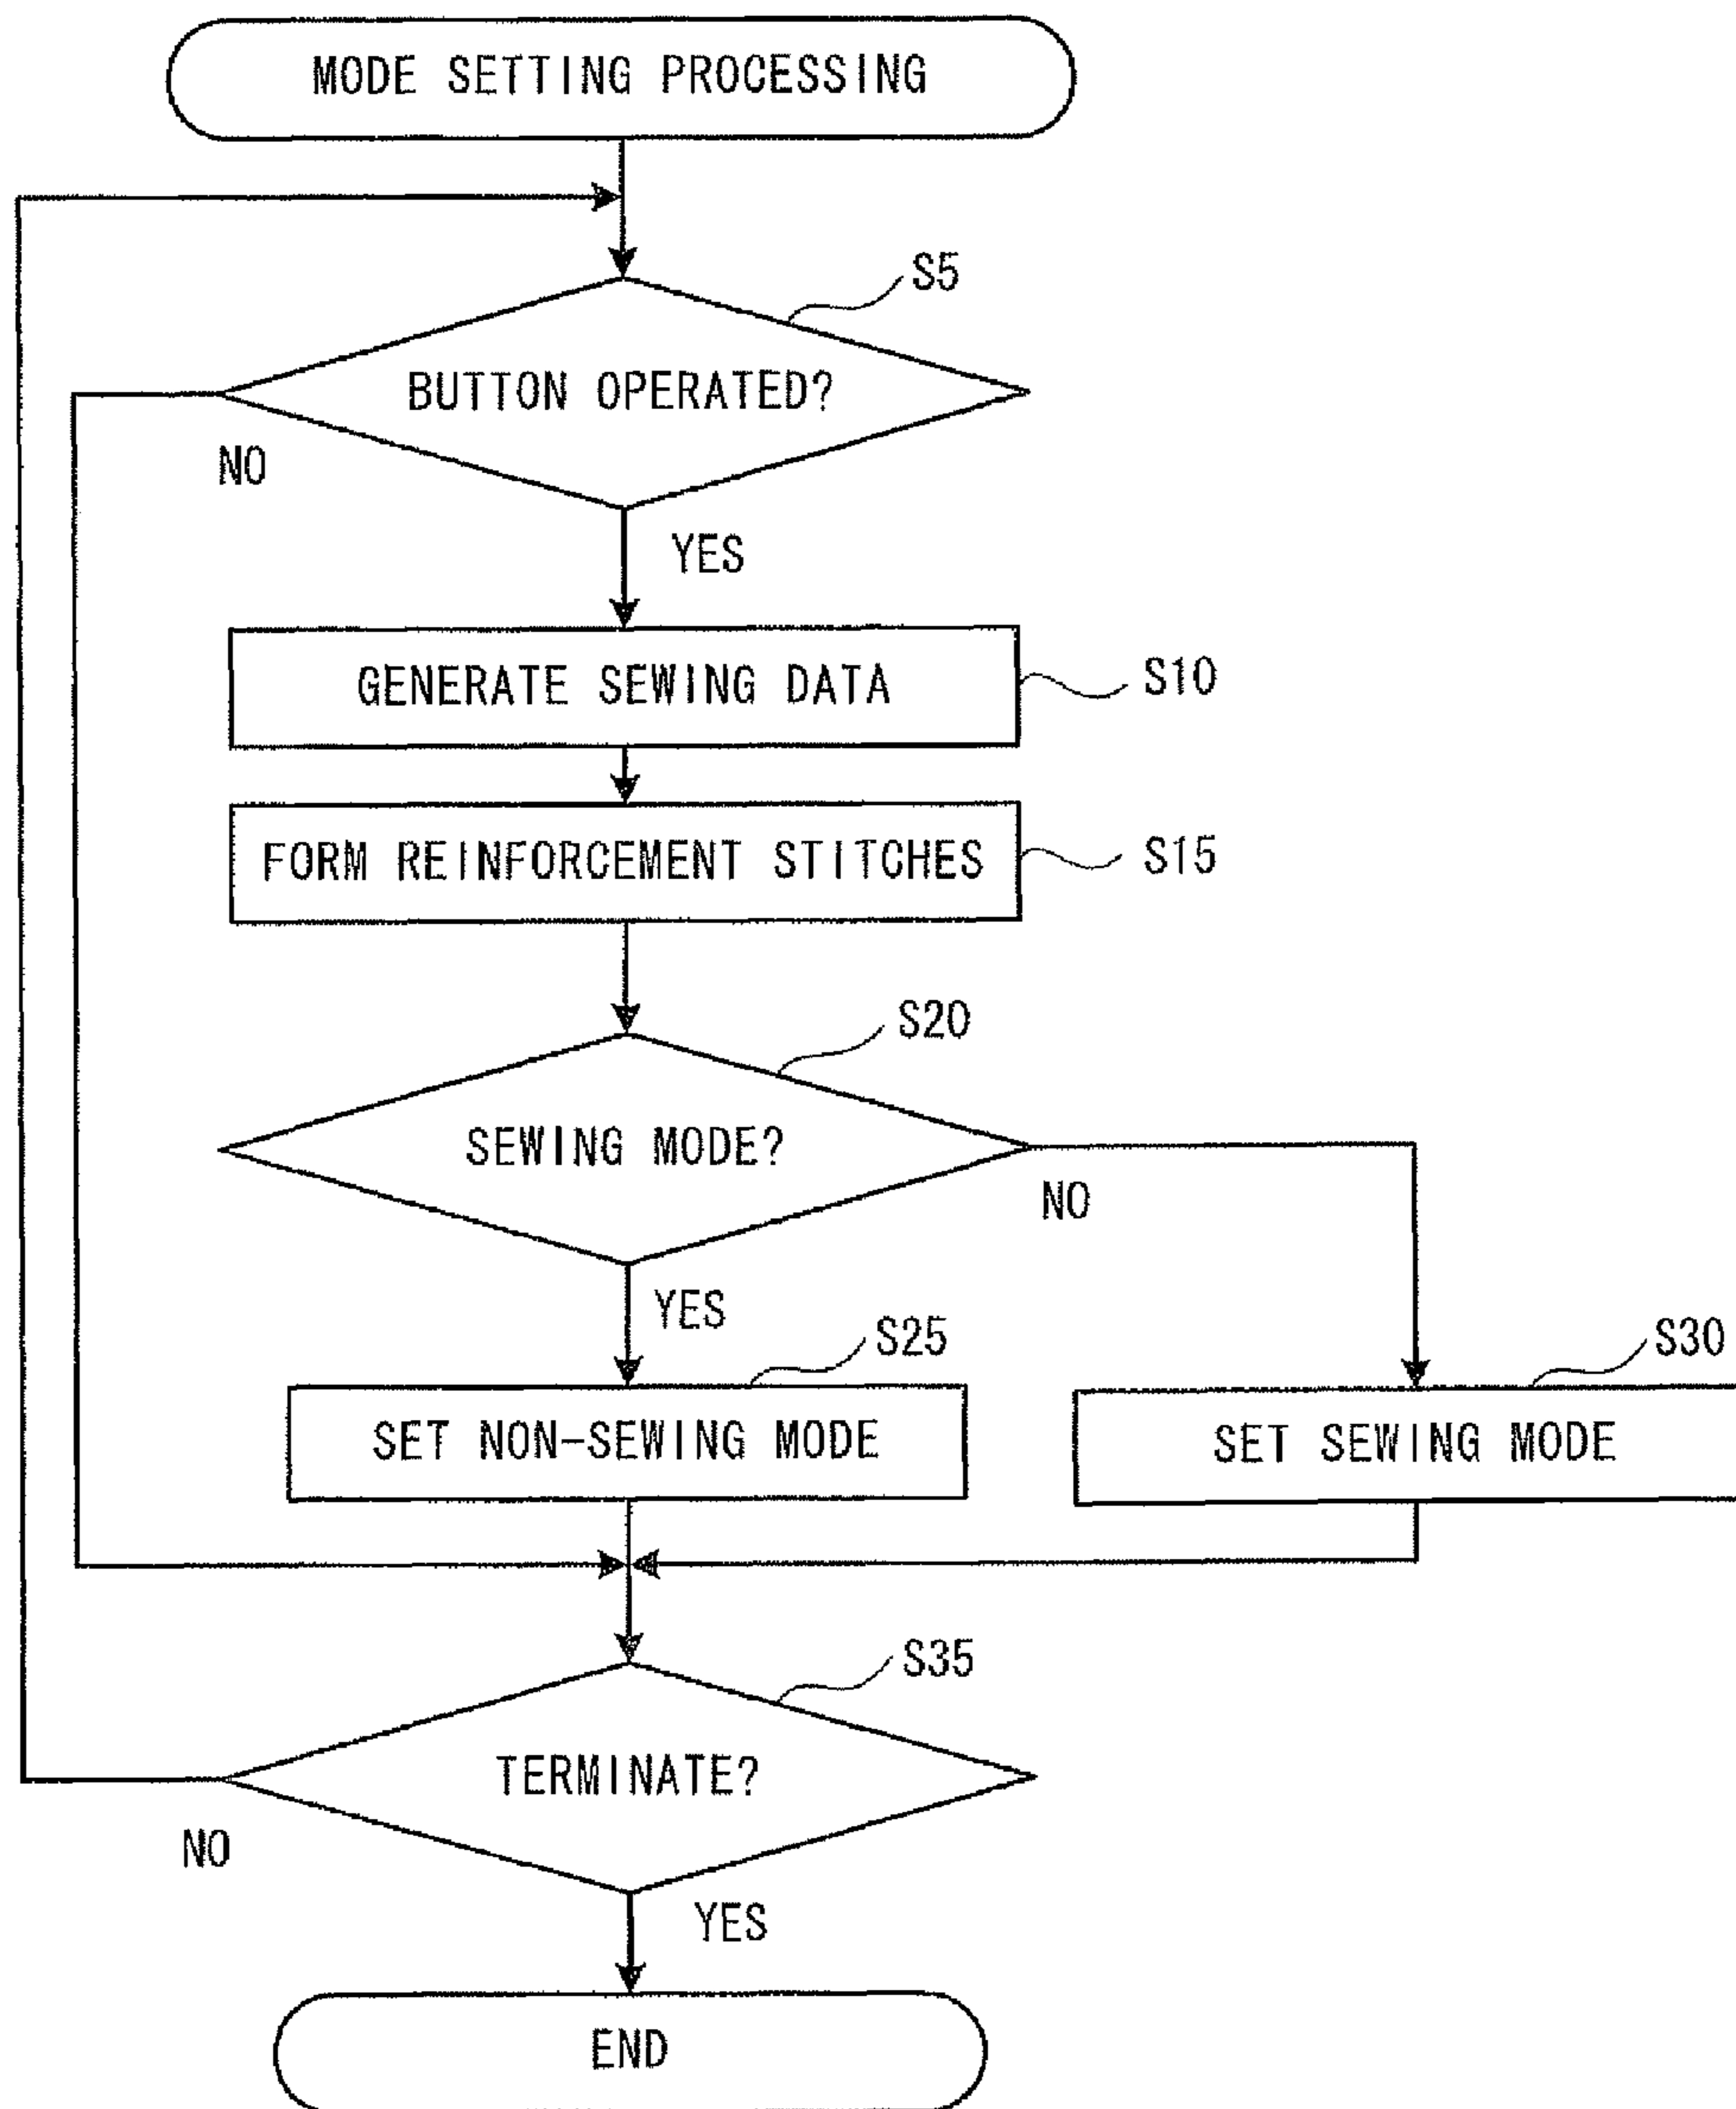 MODE SETTING PROCESSING
S5
BUTTON OPERATED?
NO
YES
GENERATE SEWING DATA
S10
FORM REINFORCEMENT STITCHES
S15
S20
SEWING MODE?
NO
YES
S25
S30
SET NON-SEWING MODE
SET SEWING MODE
S35
TERMINATE?
NO
YES
END